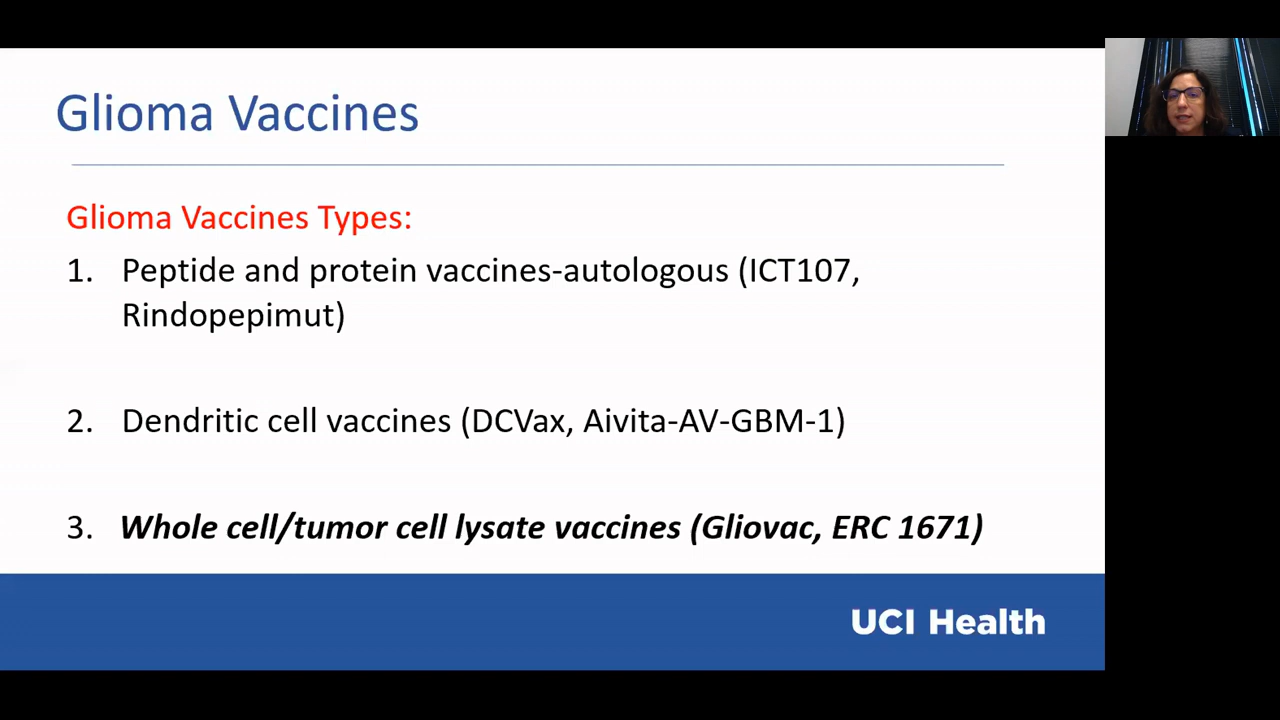 Glioma Vaccines
Glioma Vaccines Types:
1. Peptide and protein vaccines-autologous (ICT107,
Rindopepimut)
2. Dendritic cell vaccines (DCVax, Aivita-AV-GBM-1)
3. Whole cell/tumor cell lysate vaccines (Gliovac, ERC 1671)
UCI Health